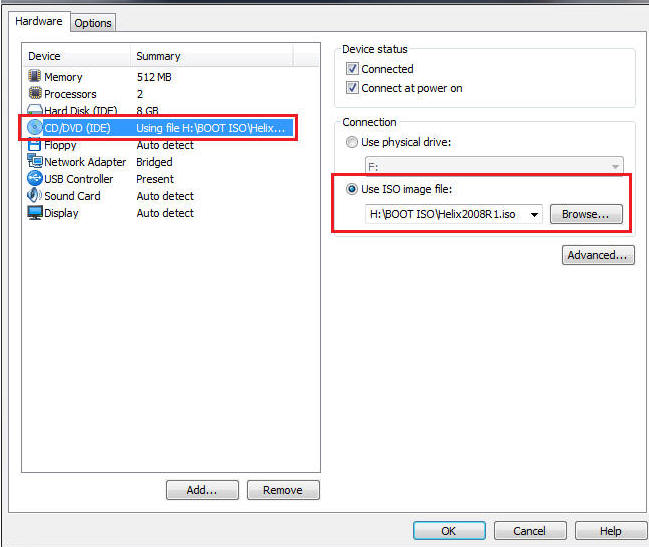 Hardware
Options
Device Summary
Memory 512 MB
Processors 2
Hard Disk (IDE) 8 GB
CD/DVD (IDE) Using file H:\BOOT ISO\Helix...
Floppy Auto detect
Network Adapter Bridged
USB Controller Present
Sound Card Auto detect
Display Auto detect
Add...
Remove
Device status
Connected
Connect at power on
Connection
Use physical drive:
F:
Use ISO image file:
H:\BOOT ISO\Helix2008R1.iso
Browse...
Advanced...
OK
Cancel
Help